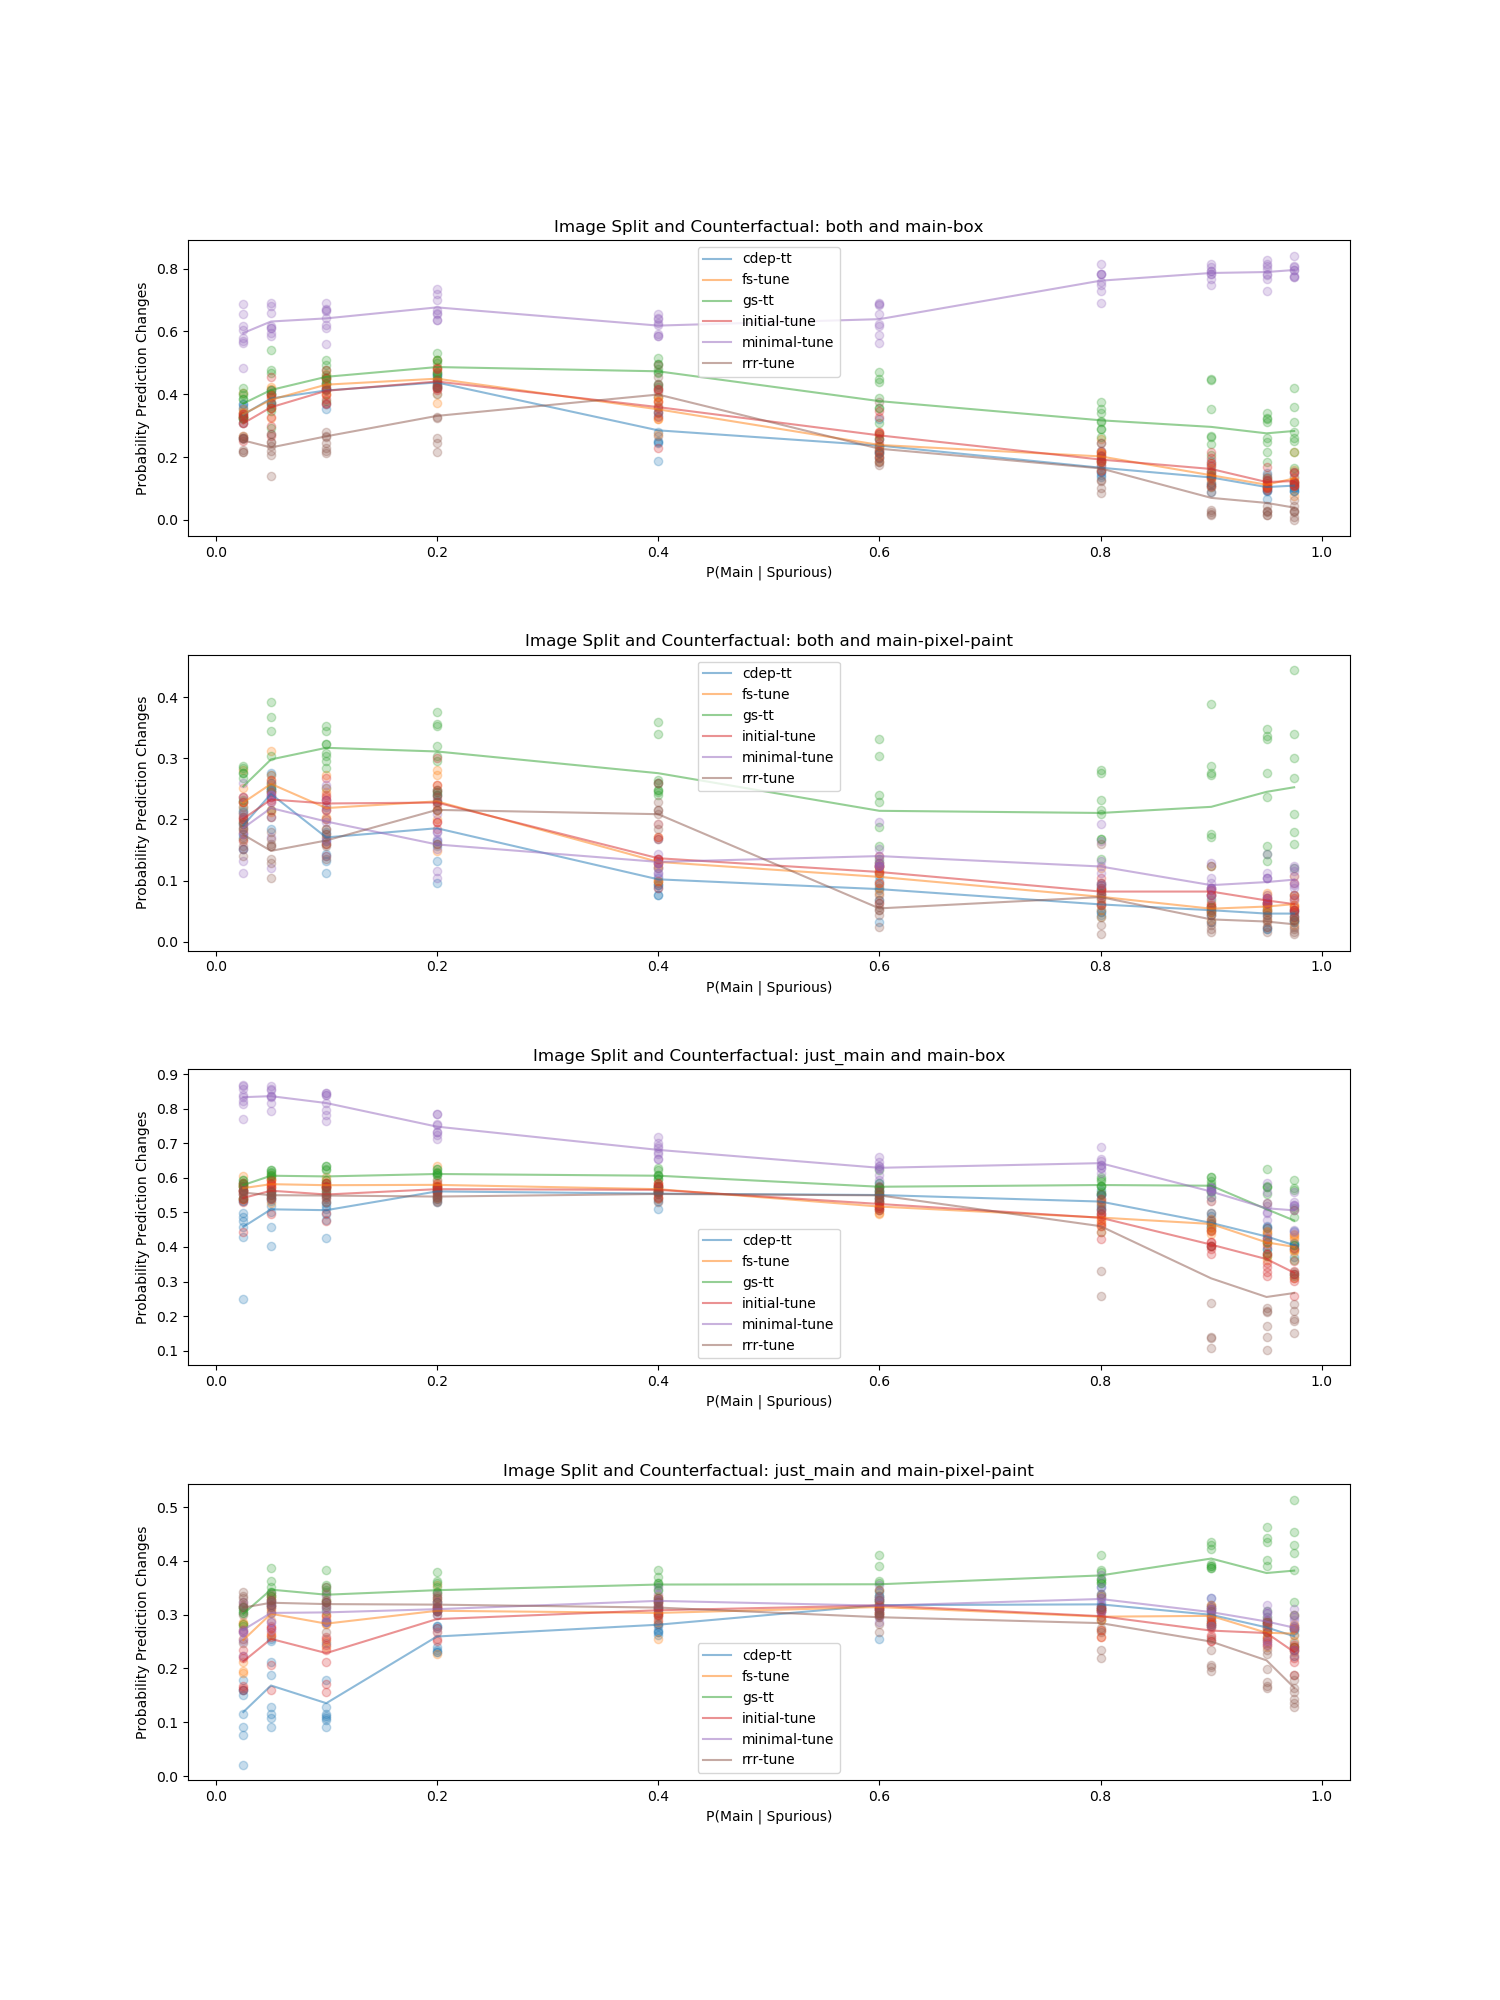 Image Split and Counterfactual: both and main-box
Probability Prediction Changes
0.8
0.6
0.4
0.2
0.0
cdep-tt
fs-tune
gs-tt
initial-tune
minimal-tune
rrr-tune
0.0 0.2 0.4 0.6 0.8 1.0
P(Main | Spurious)
Image Split and Counterfactual: both and main-pixel-paint
Probability Prediction Changes
0.4
0.3
0.2
0.1
0.0
cdep-tt
fs-tune
gs-tt
initial-tune
minimal-tune
rrr-tune
0.0 0.2 0.4 0.6 0.8 1.0
P(Main | Spurious)
Image Split and Counterfactual: just_main and main-box
Probability Prediction Changes
0.9
0.8
0.7
0.6
0.5
0.4
0.3
0.2
0.1
cdep-tt
fs-tune
gs-tt
initial-tune
minimal-tune
rrr-tune
0.0 0.2 0.4 0.6 0.8 1.0
P(Main | Spurious)
Image Split and Counterfactual: just_main and main-pixel-paint
Probability Prediction Changes
0.5
0.4
0.3
0.2
0.1
0.0
cdep-tt
fs-tune
gs-tt
initial-tune
minimal-tune
rrr-tune
0.0 0.2 0.4 0.6 0.8 1.0
P(Main | Spurious)